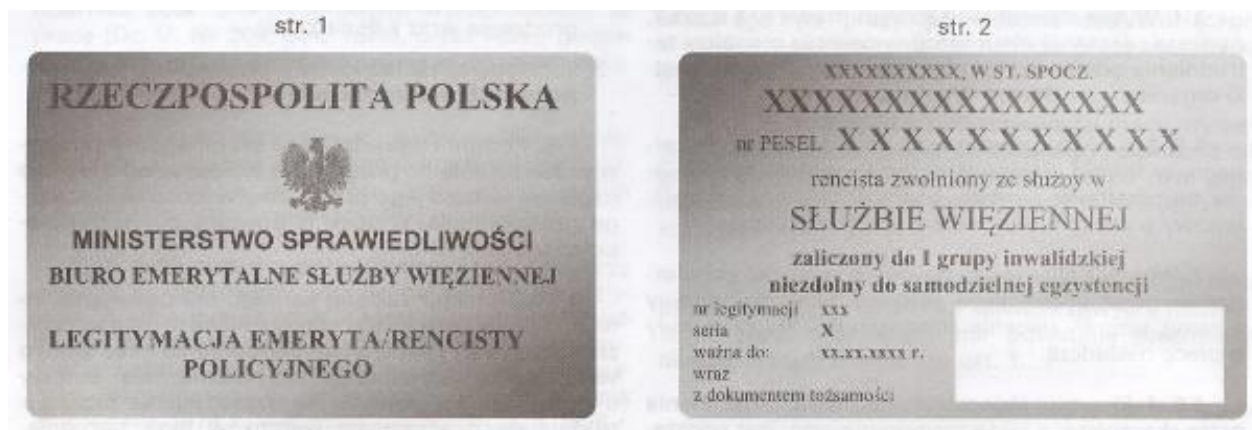 str. 1
RZECZPOSPOLITA POLSKA
MINISTERSTWO SPRAWIEDLIWOŚCI
BIURO EMERYTALNE SŁUŻBY WIĘZIENNEJ
LEGITYMACJA EMERYTA/RENCISTY
POLICYJNEGO
str. 2
XXXXXXXXXX, W ST. SPOCZ.
XXXXXXXXXXXXXXXXX
nr PESEL X X X X X X X X X X X
rencista zwolniony ze służby w
SŁUŻBIE WIĘZIENNEJ
zaliczony do I grupy inwalidzkiej
niezdolny do samodzielnej egzystencji
nr legitymacji xxx
seria X
ważna do: xx.xx.xxxx r.
wraz
z dokumentem tożsamości